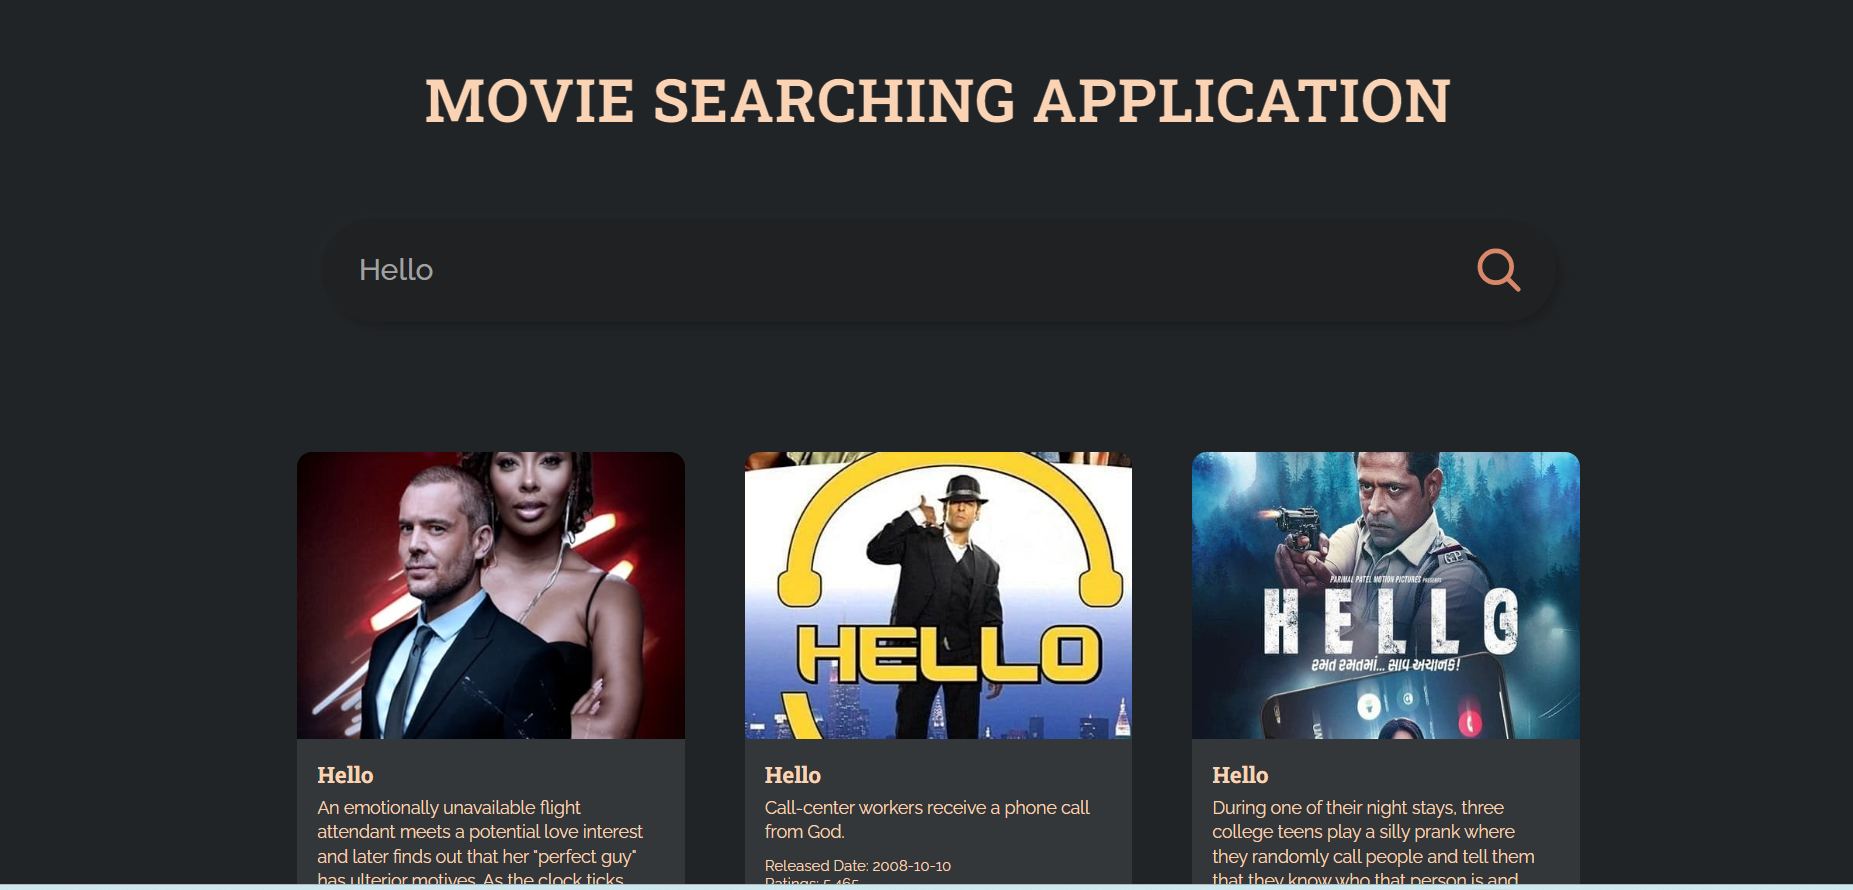 MOVIE SEARCHING APPLICATION
Hello
HELLO
PARIMAL PATEL MOTION PICTURES PRESENTS
GP
HELLO
રમત રમતમાં... સાવ અચાનક!
Hello
An emotionally unavailable flight
attendant meets a potential love interest
and later finds out that her "perfect guy"
has ulterior motives. As the clock ticks
Hello
Call-center workers receive a phone call
from God.
Released Date: 2008-10-10
Ratings: 5.465
Hello
During one of their night stays, three
college teens play a silly prank where
they randomly call people and tell them
that they know who that person is and